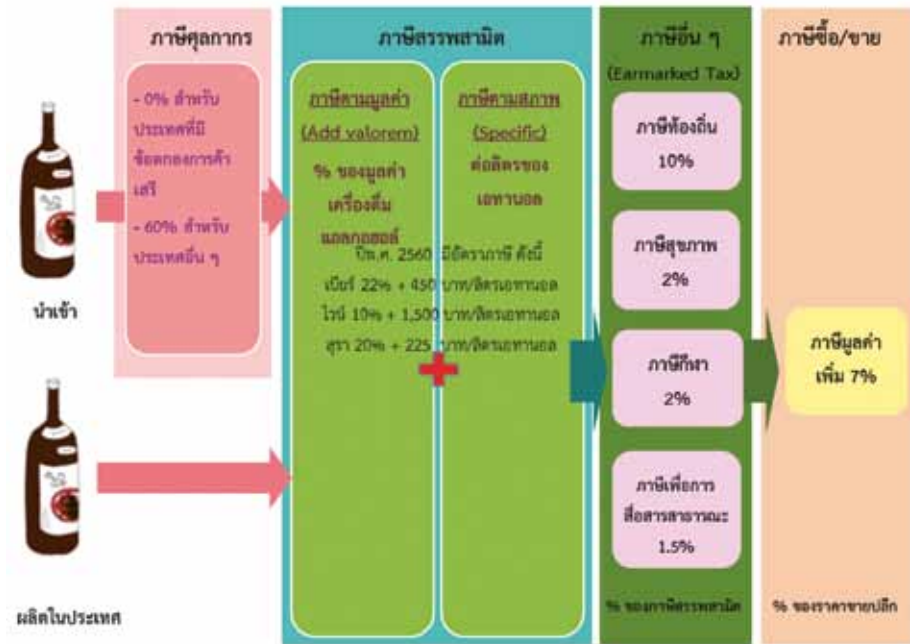 ภาษีศุลกากร
- 0% สำหรับ
ประเทศที่มี
ข้อตกลงการค้า
เสรี
- 60% สำหรับ
ประเทศอื่น ๆ
นำเข้า
ผลิตในประเทศ
ภาษีสรรพสามิต
ภาษีตามมูลค่า
(Add valorem)
% ของมูลค่า
เครื่องดื่ม
แอลกอฮอล์
ภาษีตามสภาพ
(Specific)
ต่อลิตรของ
เอทานอล
ปีพ.ศ. 2560 มีอัตราภาษี ดังนี้
เบียร์ 22% + 450 บาท/ลิตรเอทานอล
ไวน์ 10% + 1,500 บาท/ลิตรเอทานอล
สุรา 20% + 225 บาท/ลิตรเอทานอล
ภาษีอื่น ๆ
(Earmarked Tax)
ภาษีท้องถิ่น
10%
ภาษีสุขภาพ
2%
ภาษีกีฬา
2%
ภาษีเพื่อการ
สื่อสารสาธารณะ
1.5%
% ของภาษีสรรพสามิต
ภาษีซื้อ/ขาย
ภาษีมูลค่า
เพิ่ม 7%
% ของราคาขายปลีก